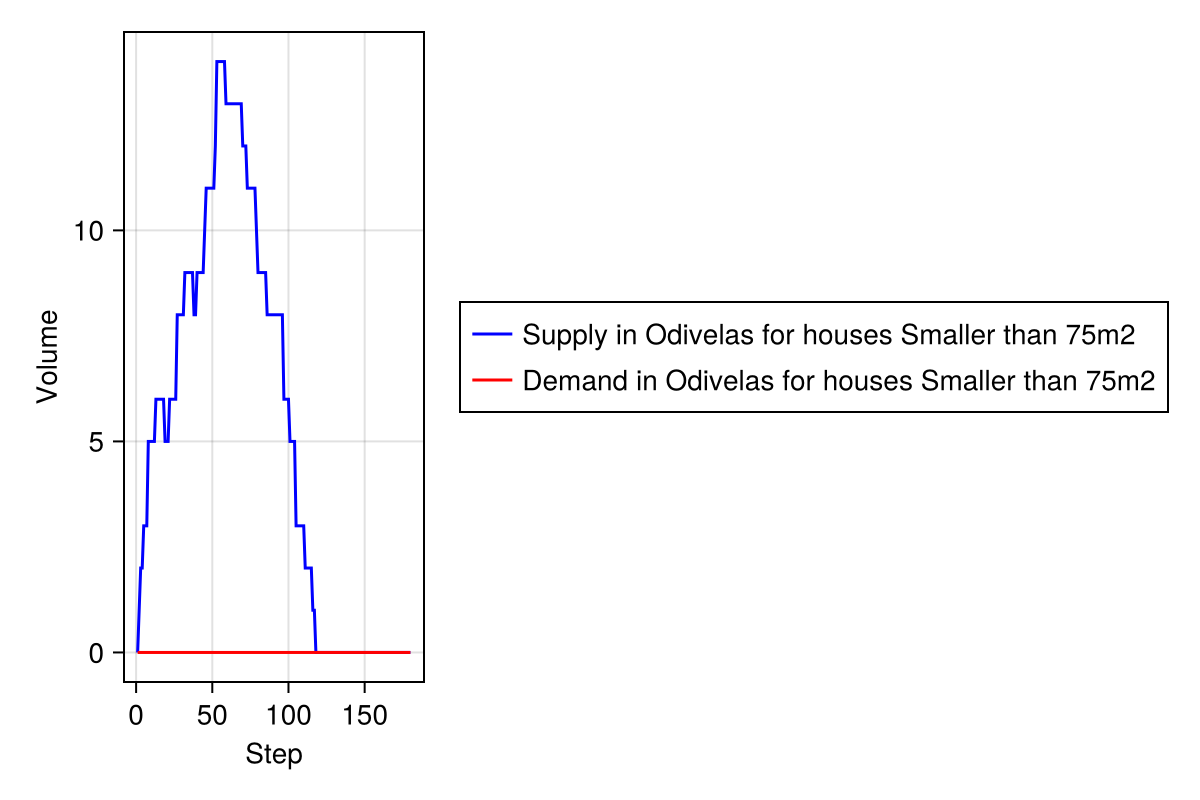 Volume
10
5
0
0 50 100 150
Step
Supply in Odivelas for houses Smaller than 75m2
Demand in Odivelas for houses Smaller than 75m2